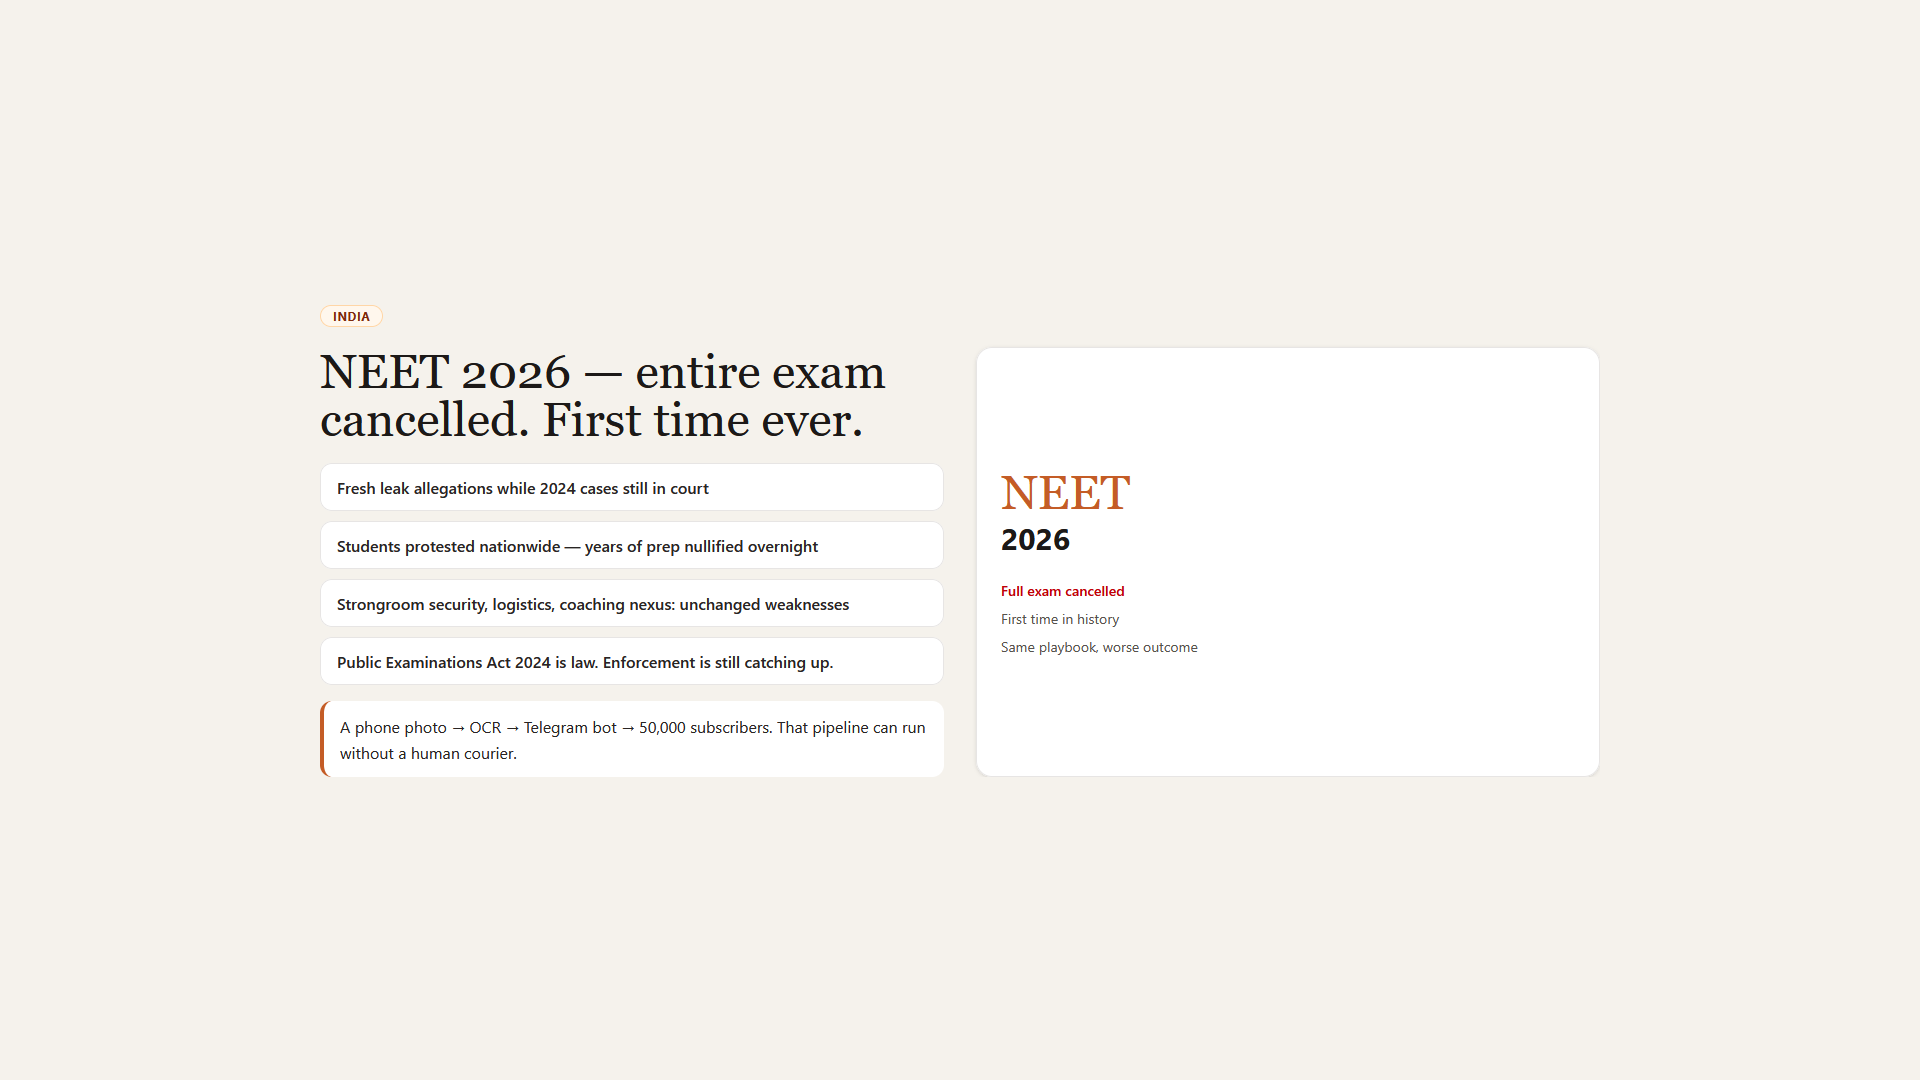 INDIA
NEET 2026 — entire exam
cancelled. First time ever.
Fresh leak allegations while 2024 cases still in court
Students protested nationwide — years of prep nullified overnight
Strongroom security, logistics, coaching nexus: unchanged weaknesses
Public Examinations Act 2024 is law. Enforcement is still catching up.
A phone photo → OCR → Telegram bot → 50,000 subscribers. That pipeline can run
without a human courier.
NEET
2026
Full exam cancelled
First time in history
Same playbook, worse outcome